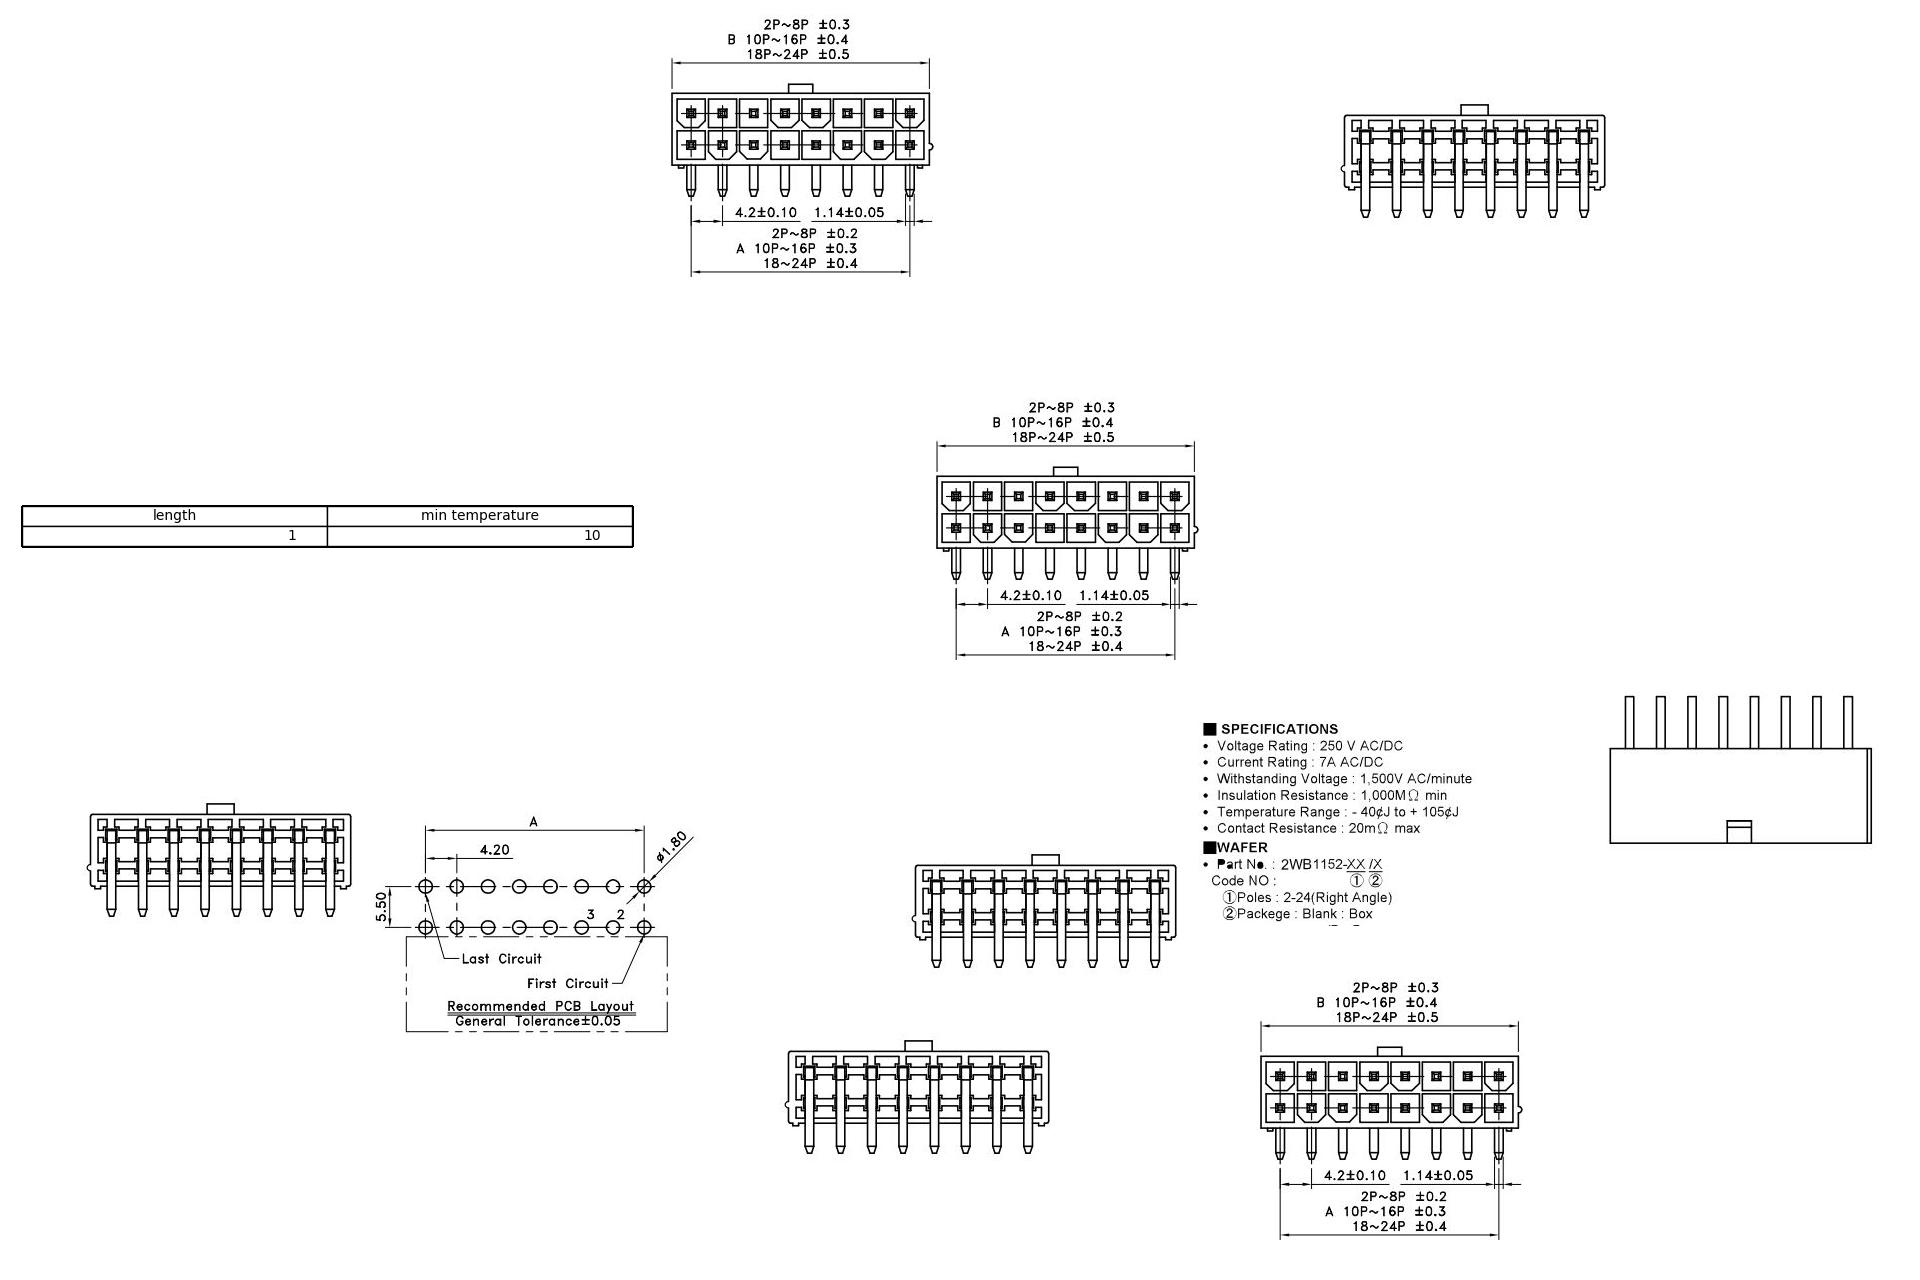 2P~8P ±0.3
B 10P~16P ±0.4
18P~24P ±0.5
4.2±0.10 1.14±0.05
2P~8P ±0.2
A 10P~16P ±0.3
18~24P ±0.4
2P~8P ±0.3
B 10P~16P ±0.4
18P~24P ±0.5
4.2±0.10 1.14±0.05
2P~8P ±0.2
A 10P~16P ±0.3
18~24P ±0.4
length min temperature
1 10
■ SPECIFICATIONS
• Voltage Rating : 250 V AC/DC
• Current Rating : 7A AC/DC
• Withstanding Voltage : 1,500V AC/minute
• Insulation Resistance : 1,000MΩ min
• Temperature Range : - 40¢J to + 105¢J
• Contact Resistance : 20mΩ max
■WAFER
• Part No. : 2WB1152-XX /X
Code NO : ① ②
①Poles : 2-24(Right Angle)
②Packege : Blank : Box
A
4.20
ø1.80
5.50
3 2
Last Circuit
First Circuit
Recommended PCB Layout
General Tolerance±0.05
2P~8P ±0.3
B 10P~16P ±0.4
18P~24P ±0.5
4.2±0.10 1.14±0.05
2P~8P ±0.2
A 10P~16P ±0.3
18~24P ±0.4